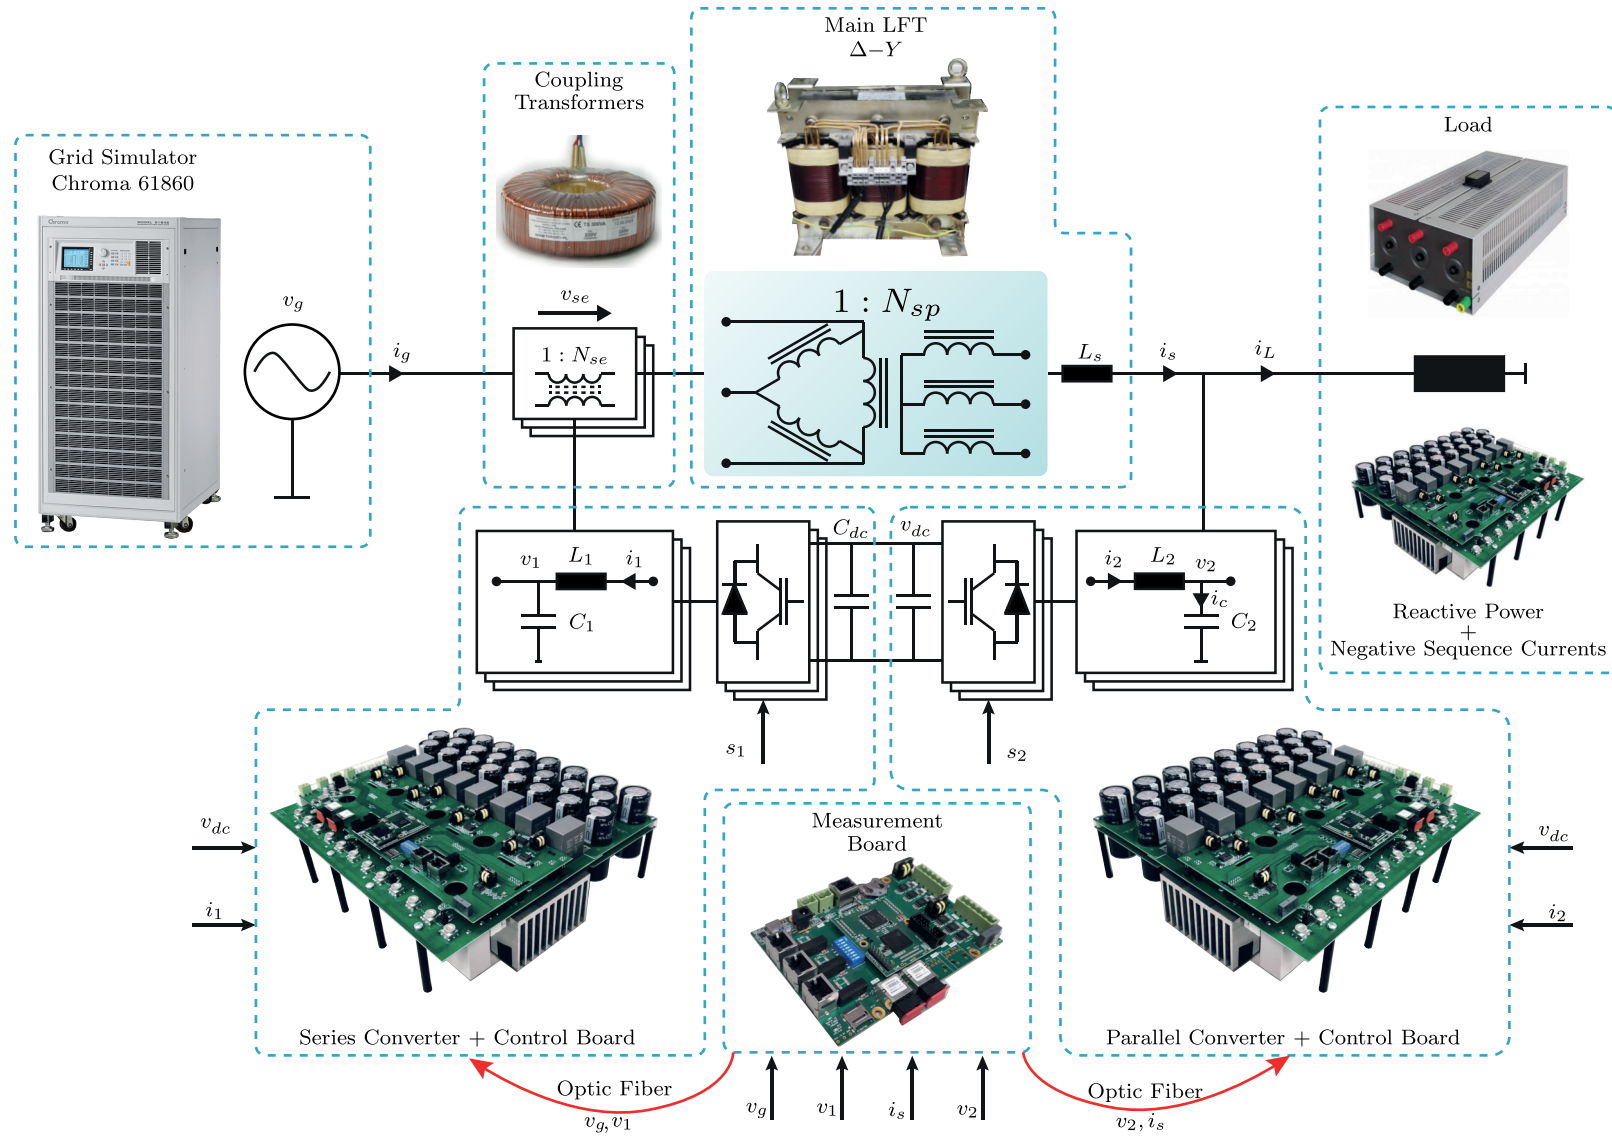 Main LFT
Δ−Y
Coupling
Transformers
Load
Grid Simulator
Chroma 61860
Chroma
v_g
i_g
v_se
1 : N_se
1 : N_sp
L_s
i_s
i_L
v_1
L_1
i_1
C_1
C_dc
v_dc
i_2
L_2
v_2
i_c
C_2
Reactive Power
+
Negative Sequence Currents
s_1
s_2
v_dc
i_1
Measurement
Board
v_dc
i_2
Series Converter + Control Board
Parallel Converter + Control Board
Optic Fiber
v_g, v_1
v_g
v_1
i_s
v_2
Optic Fiber
v_2, i_s